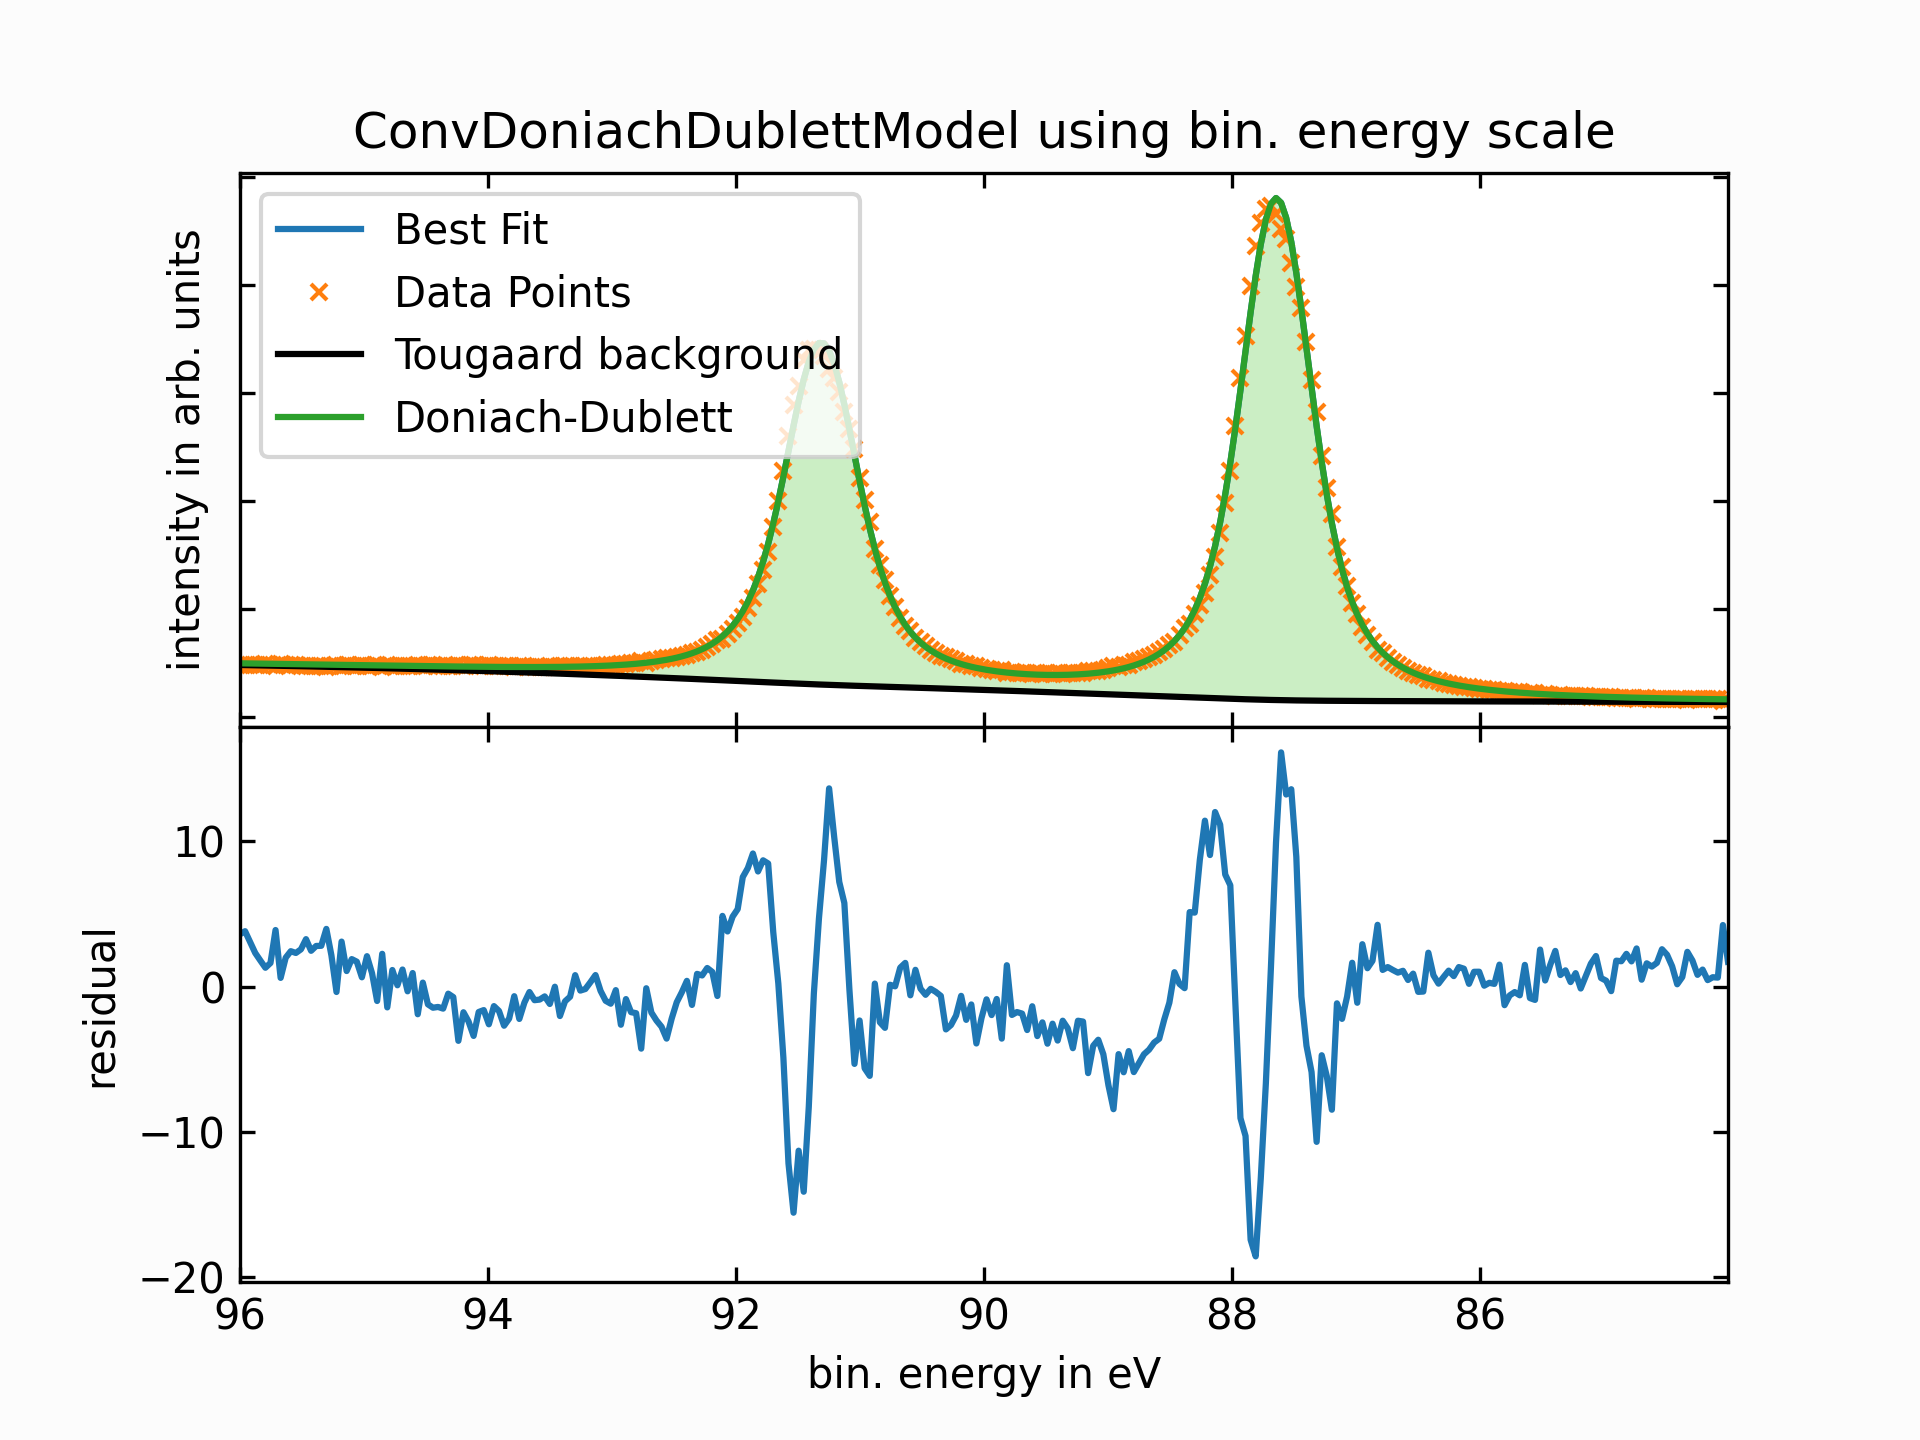 ConvDoniachDublettModel using bin. energy scale
intensity in arb. units
Best Fit
Data Points
Tougaard background
Doniach-Dublett
residual
10
0
−10
−20
96 94 92 90 88 86
bin. energy in eV